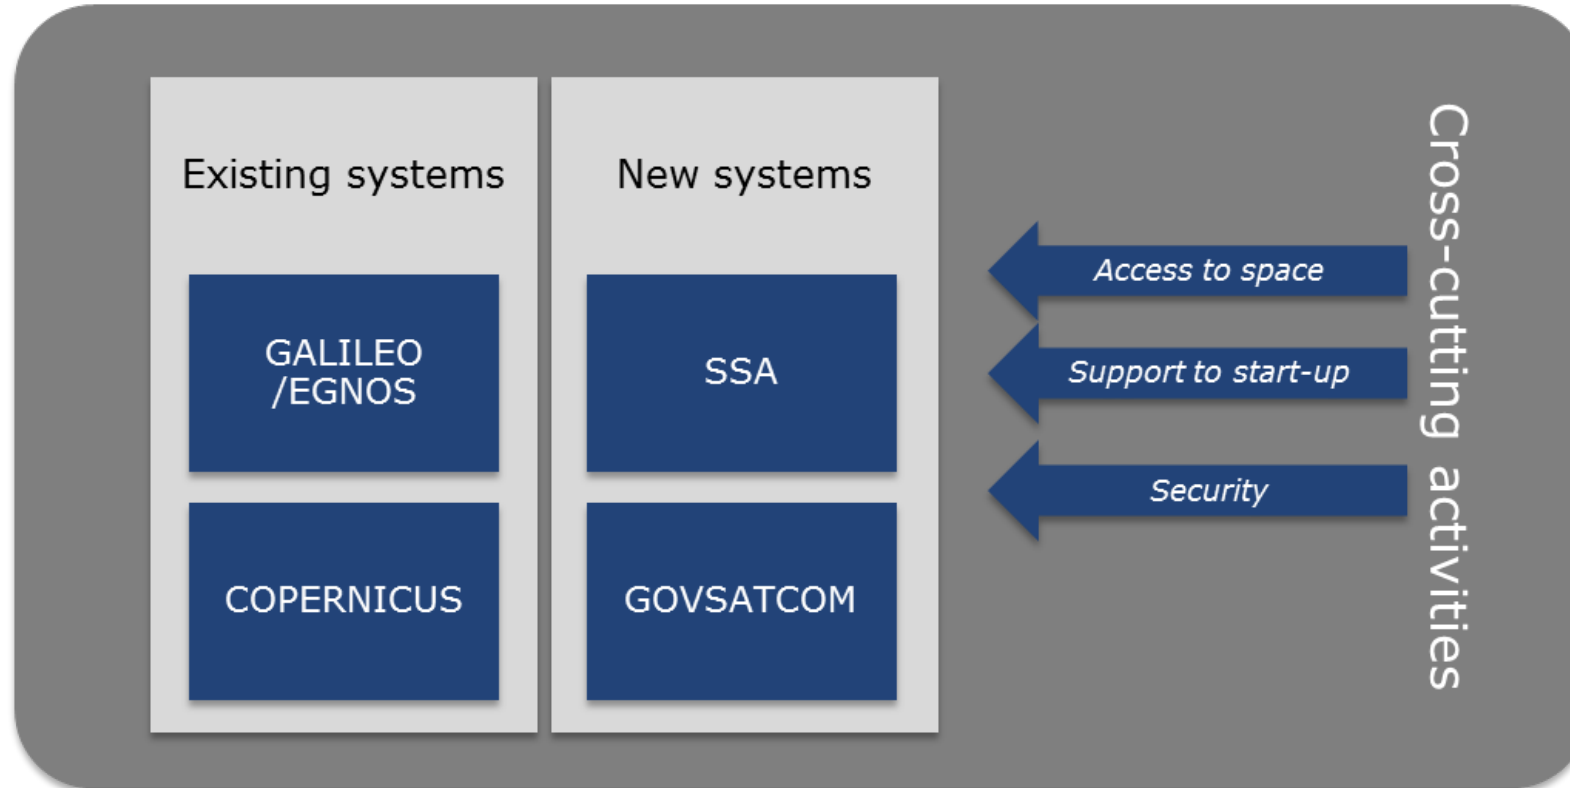 Existing systems
GALILEO
/EGNOS
COPERNICUS
New systems
SSA
GOVSATCOM
Access to space
Support to start-up
Security
Cross-cutting activities